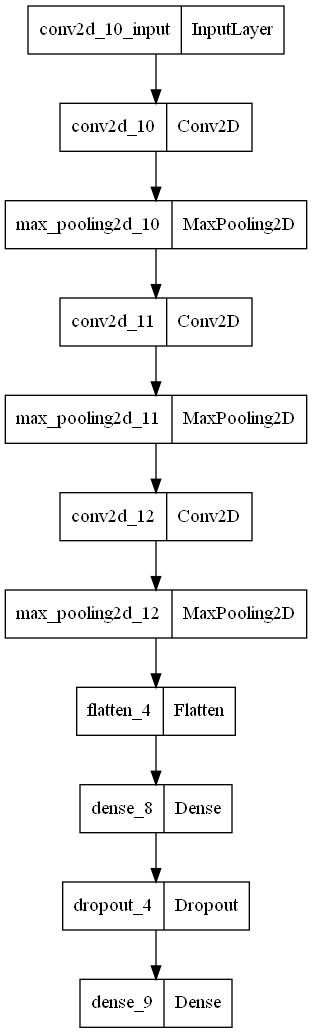 conv2d_10_input InputLayer
conv2d_10 Conv2D
max_pooling2d_10 MaxPooling2D
conv2d_11 Conv2D
max_pooling2d_11 MaxPooling2D
conv2d_12 Conv2D
max_pooling2d_12 MaxPooling2D
flatten_4 Flatten
dense_8 Dense
dropout_4 Dropout
dense_9 Dense